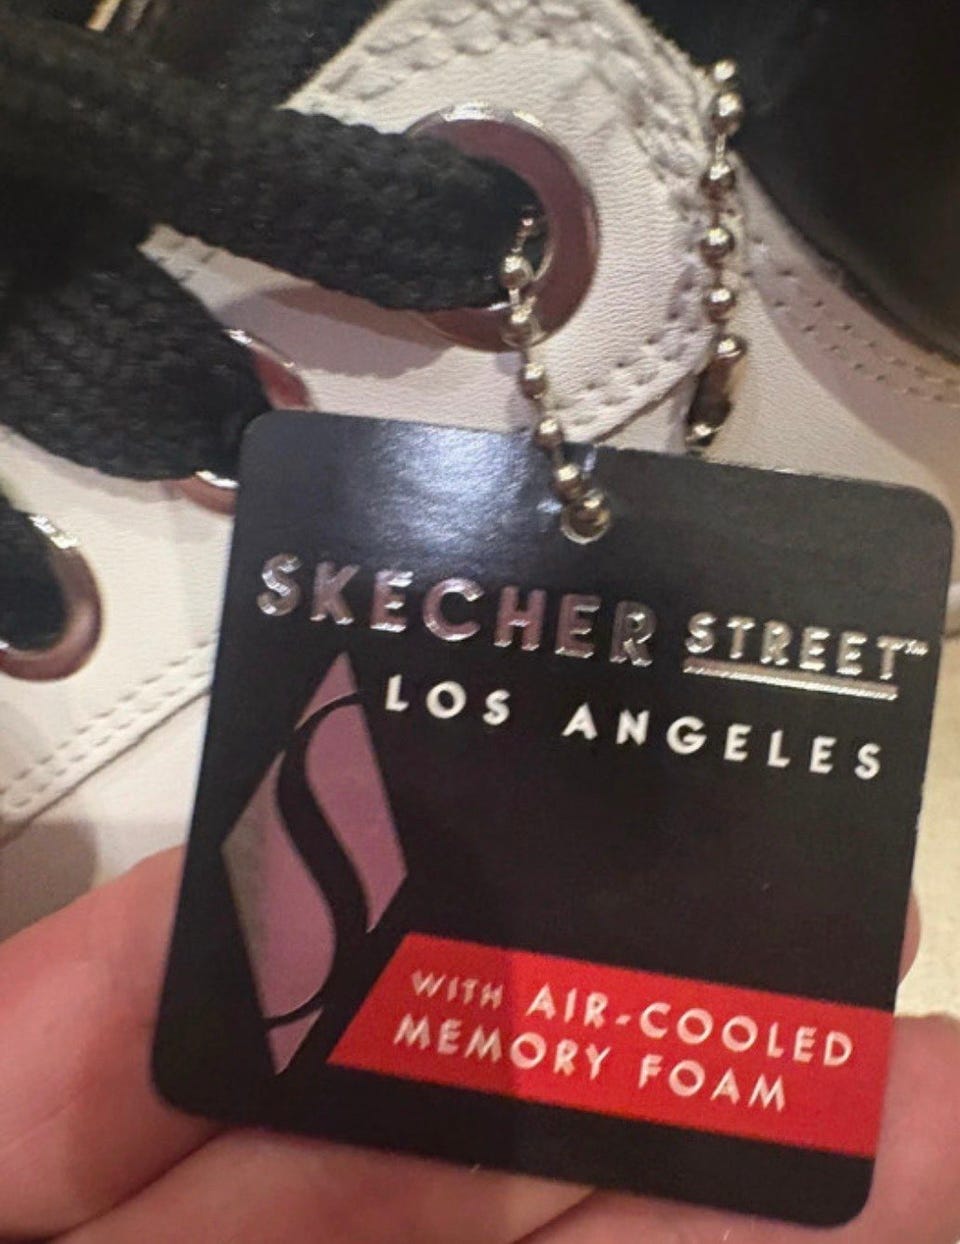 SKECHER STREET™
LOS ANGELES
WITH AIR-COOLED
MEMORY FOAM